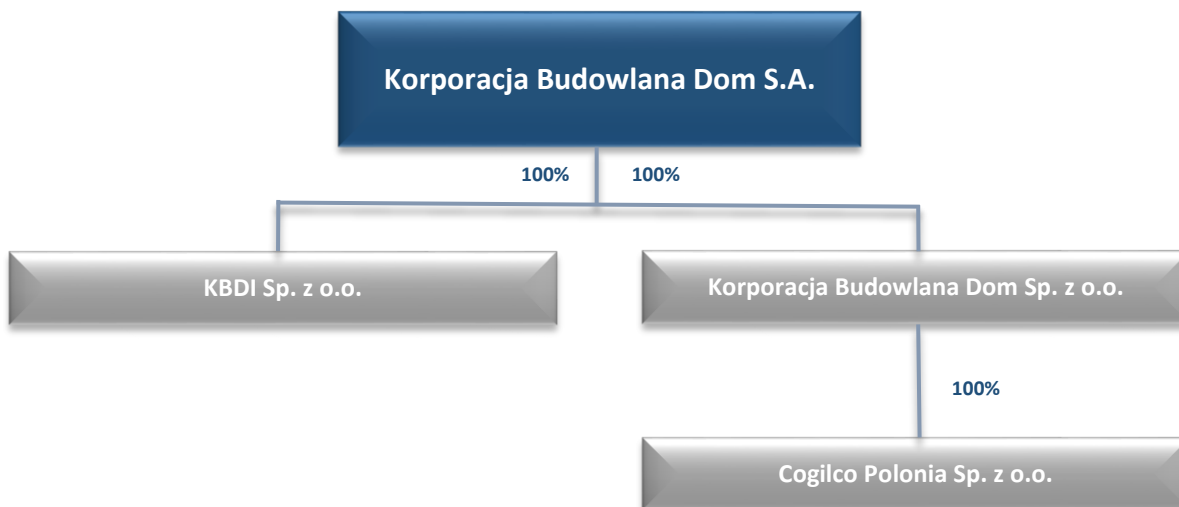 Korporacja Budowlana Dom S.A.
100% 100%
KBDI Sp. z o.o.
Korporacja Budowlana Dom Sp. z o.o.
100%
Cogilco Polonia Sp. z o.o.